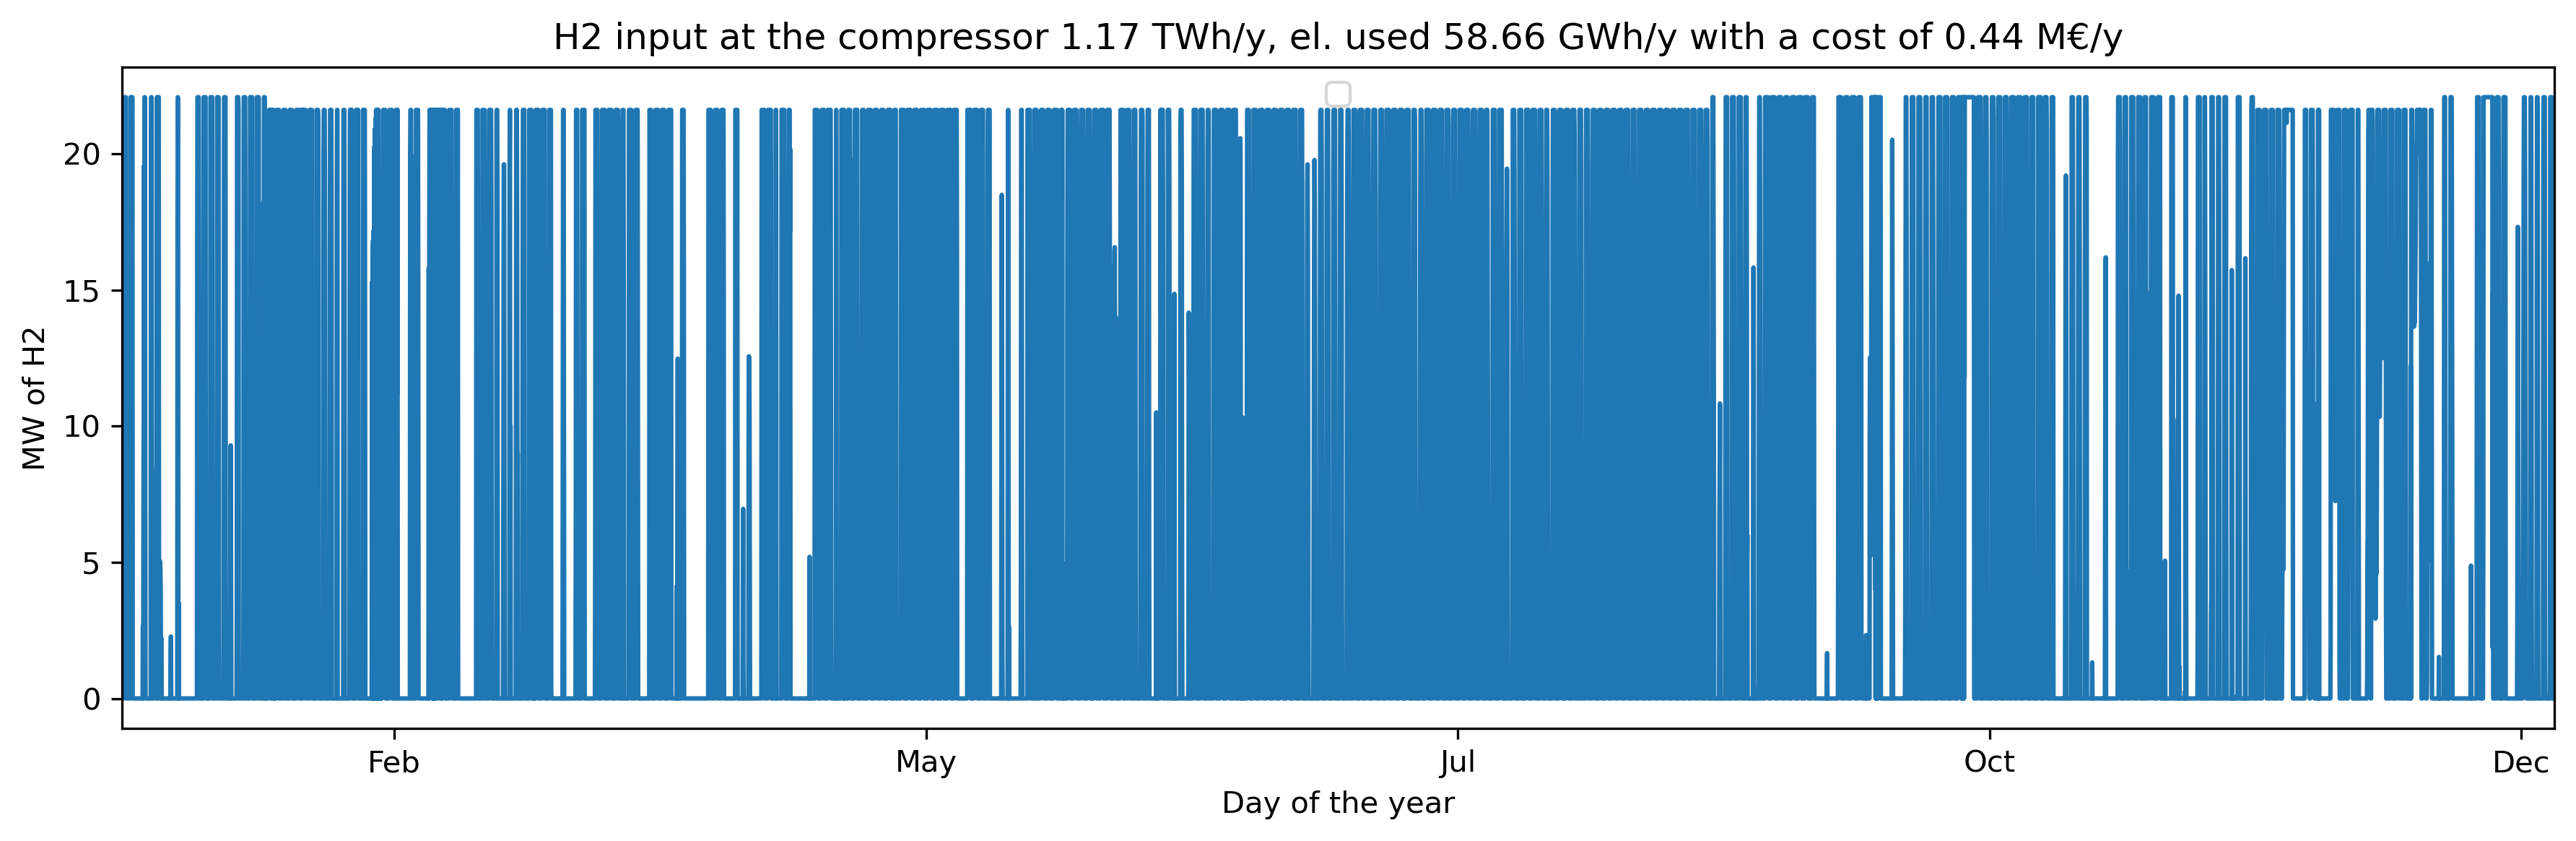 H2 input at the compressor 1.17 TWh/y, el. used 58.66 GWh/y with a cost of 0.44 M€/y
20
15
10
5
0
MW of H2
Feb
May
Jul
Oct
Dec
Day of the year